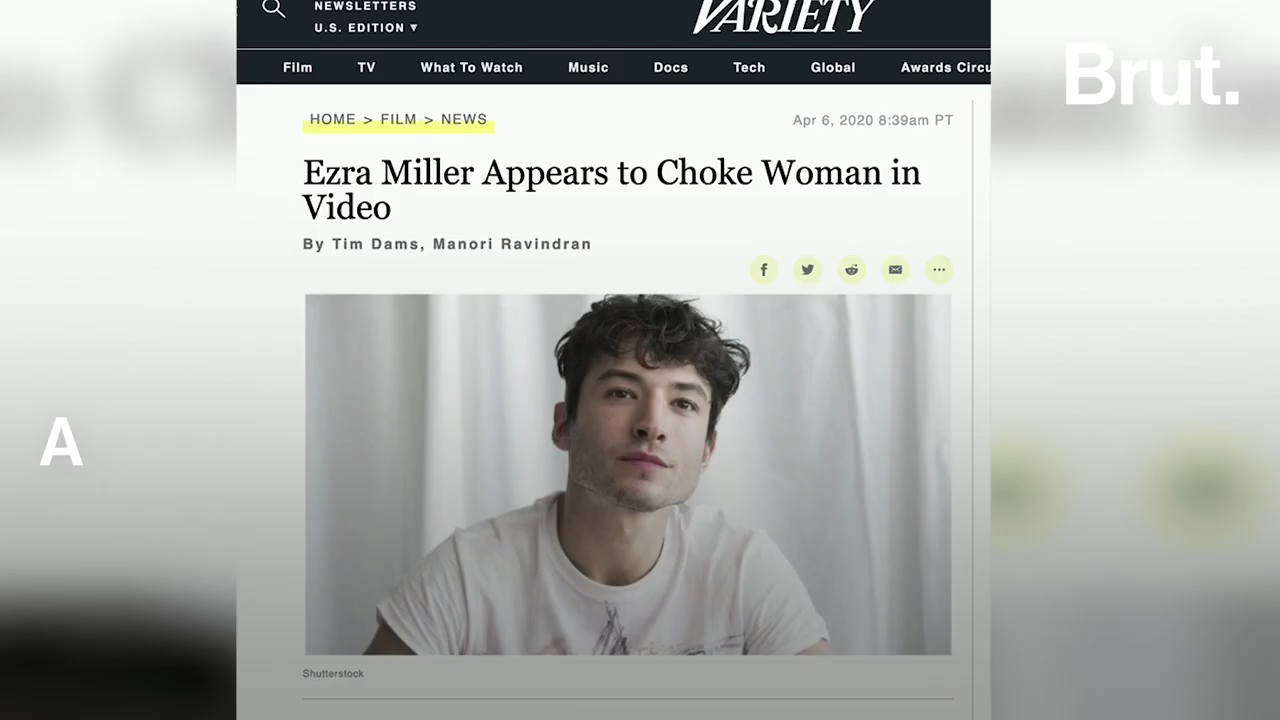 NEWSLETTERS
U.S. EDITION ▼
VARIETY
Film TV What To Watch Music Docs Tech Global Awards Circu
Brut.
HOME > FILM > NEWS
Apr 6, 2020 8:39am PT
Ezra Miller Appears to Choke Woman in
Video
By Tim Dams, Manori Ravindran
A
Shutterstock